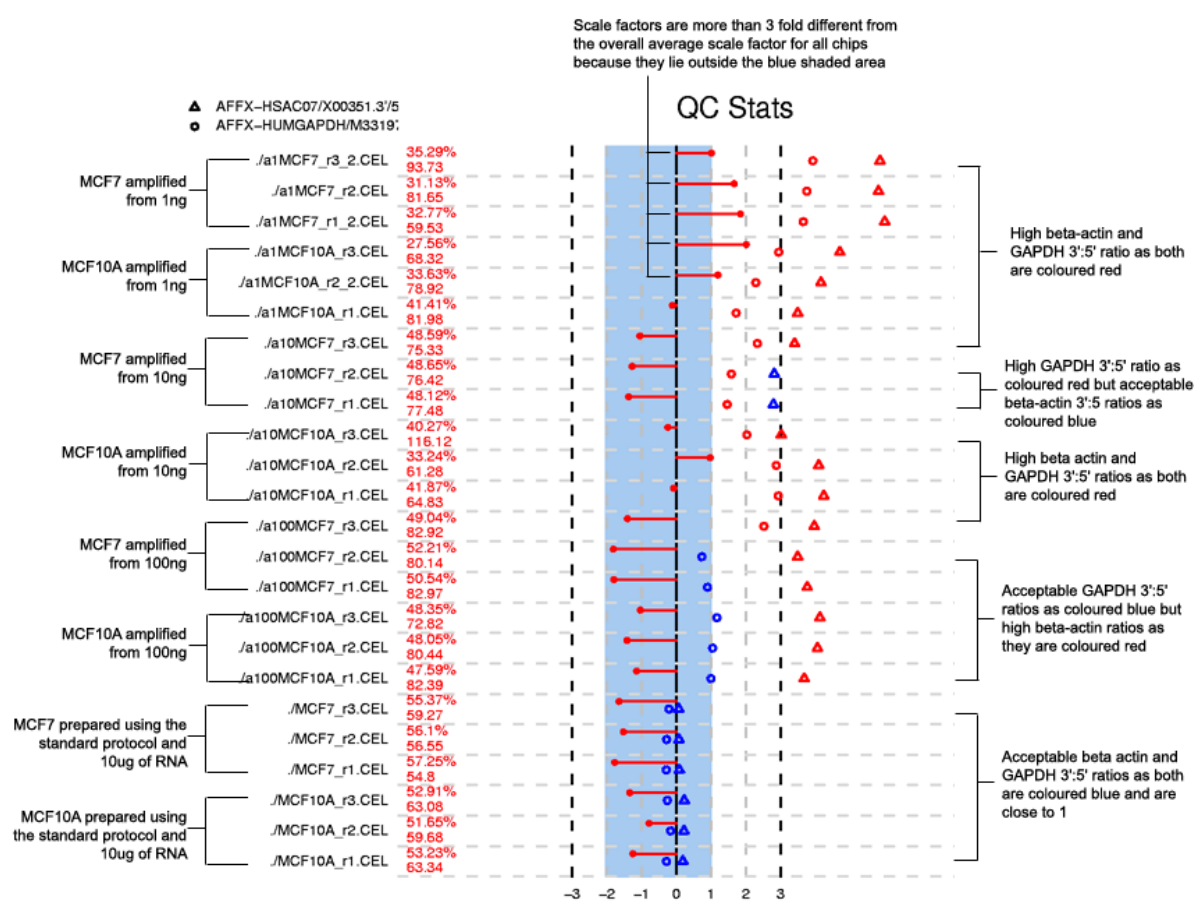 Scale factors are more than 3 fold different from
the overall average scale factor for all chips
because they lie outside the blue shaded area
QC Stats
AFFX-HSAC07/X00351.3'/5
AFFX-HUMGAPDH/M3319
MCF7 amplified
from 1ng
./a1MCF7_r3_2.CEL 35.29%
93.73
./a1MCF7_r2.CEL 31.13%
81.65
./a1MCF7_r1_2.CEL 32.77%
59.53
MCF10A amplified
from 1ng
./a1MCF10A_r3.CEL 27.56%
68.32
./a1MCF10A_r2_2.CEL 33.63%
78.92
./a1MCF10A_r1.CEL 41.41%
81.98
High beta-actin and
GAPDH 3':5' ratio as both
are coloured red
MCF7 amplified
from 10ng
./a10MCF7_r3.CEL 48.59%
75.33
./a10MCF7_r2.CEL 48.65%
76.42
./a10MCF7_r1.CEL 48.12%
77.48
High GAPDH 3':5' ratio as
coloured red but acceptable
beta-actin 3':5 ratios as
coloured blue
MCF10A amplified
from 10ng
./a10MCF10A_r3.CEL 40.27%
116.12
./a10MCF10A_r2.CEL 33.24%
61.28
./a10MCF10A_r1.CEL 41.87%
64.83
High beta actin and
GAPDH 3':5' ratios as both
are coloured red
MCF7 amplified
from 100ng
./a100MCF7_r3.CEL 49.04%
82.92
./a100MCF7_r2.CEL 52.21%
80.14
./a100MCF7_r1.CEL 50.54%
82.97
MCF10A amplified
from 100ng
./a100MCF10A_r3.CEL 48.35%
72.82
./a100MCF10A_r2.CEL 48.05%
80.44
./a100MCF10A_r1.CEL 47.59%
82.39
Acceptable GAPDH 3':5'
ratios as coloured blue but
high beta-actin ratios as
they are coloured red
MCF7 prepared using the
standard protocol and
10ug of RNA
./MCF7_r3.CEL 55.37%
59.27
./MCF7_r2.CEL 56.1%
56.55
./MCF7_r1.CEL 57.25%
54.8
MCF10A prepared using
the standard protocol and
10ug of RNA
./MCF10A_r3.CEL 52.91%
63.08
./MCF10A_r2.CEL 51.65%
59.68
./MCF10A_r1.CEL 53.23%
63.34
Acceptable beta actin and
GAPDH 3':5' ratios as both
are coloured blue and are
close to 1
-3 -2 -1 0 1 2 3